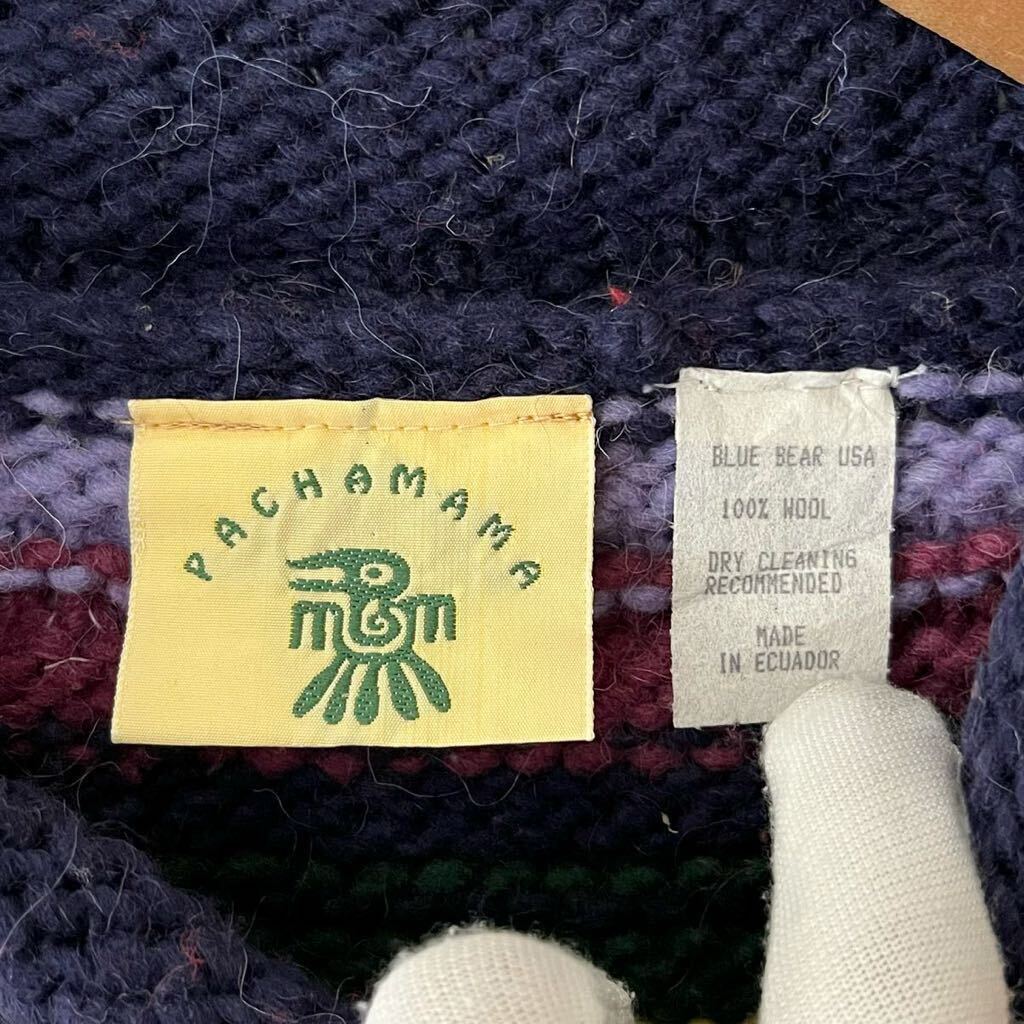 PACHAMAMA
BLUE BEAR USA
100% WOOL
DRY CLEANING
RECOMMENDED
MADE
IN ECUADOR